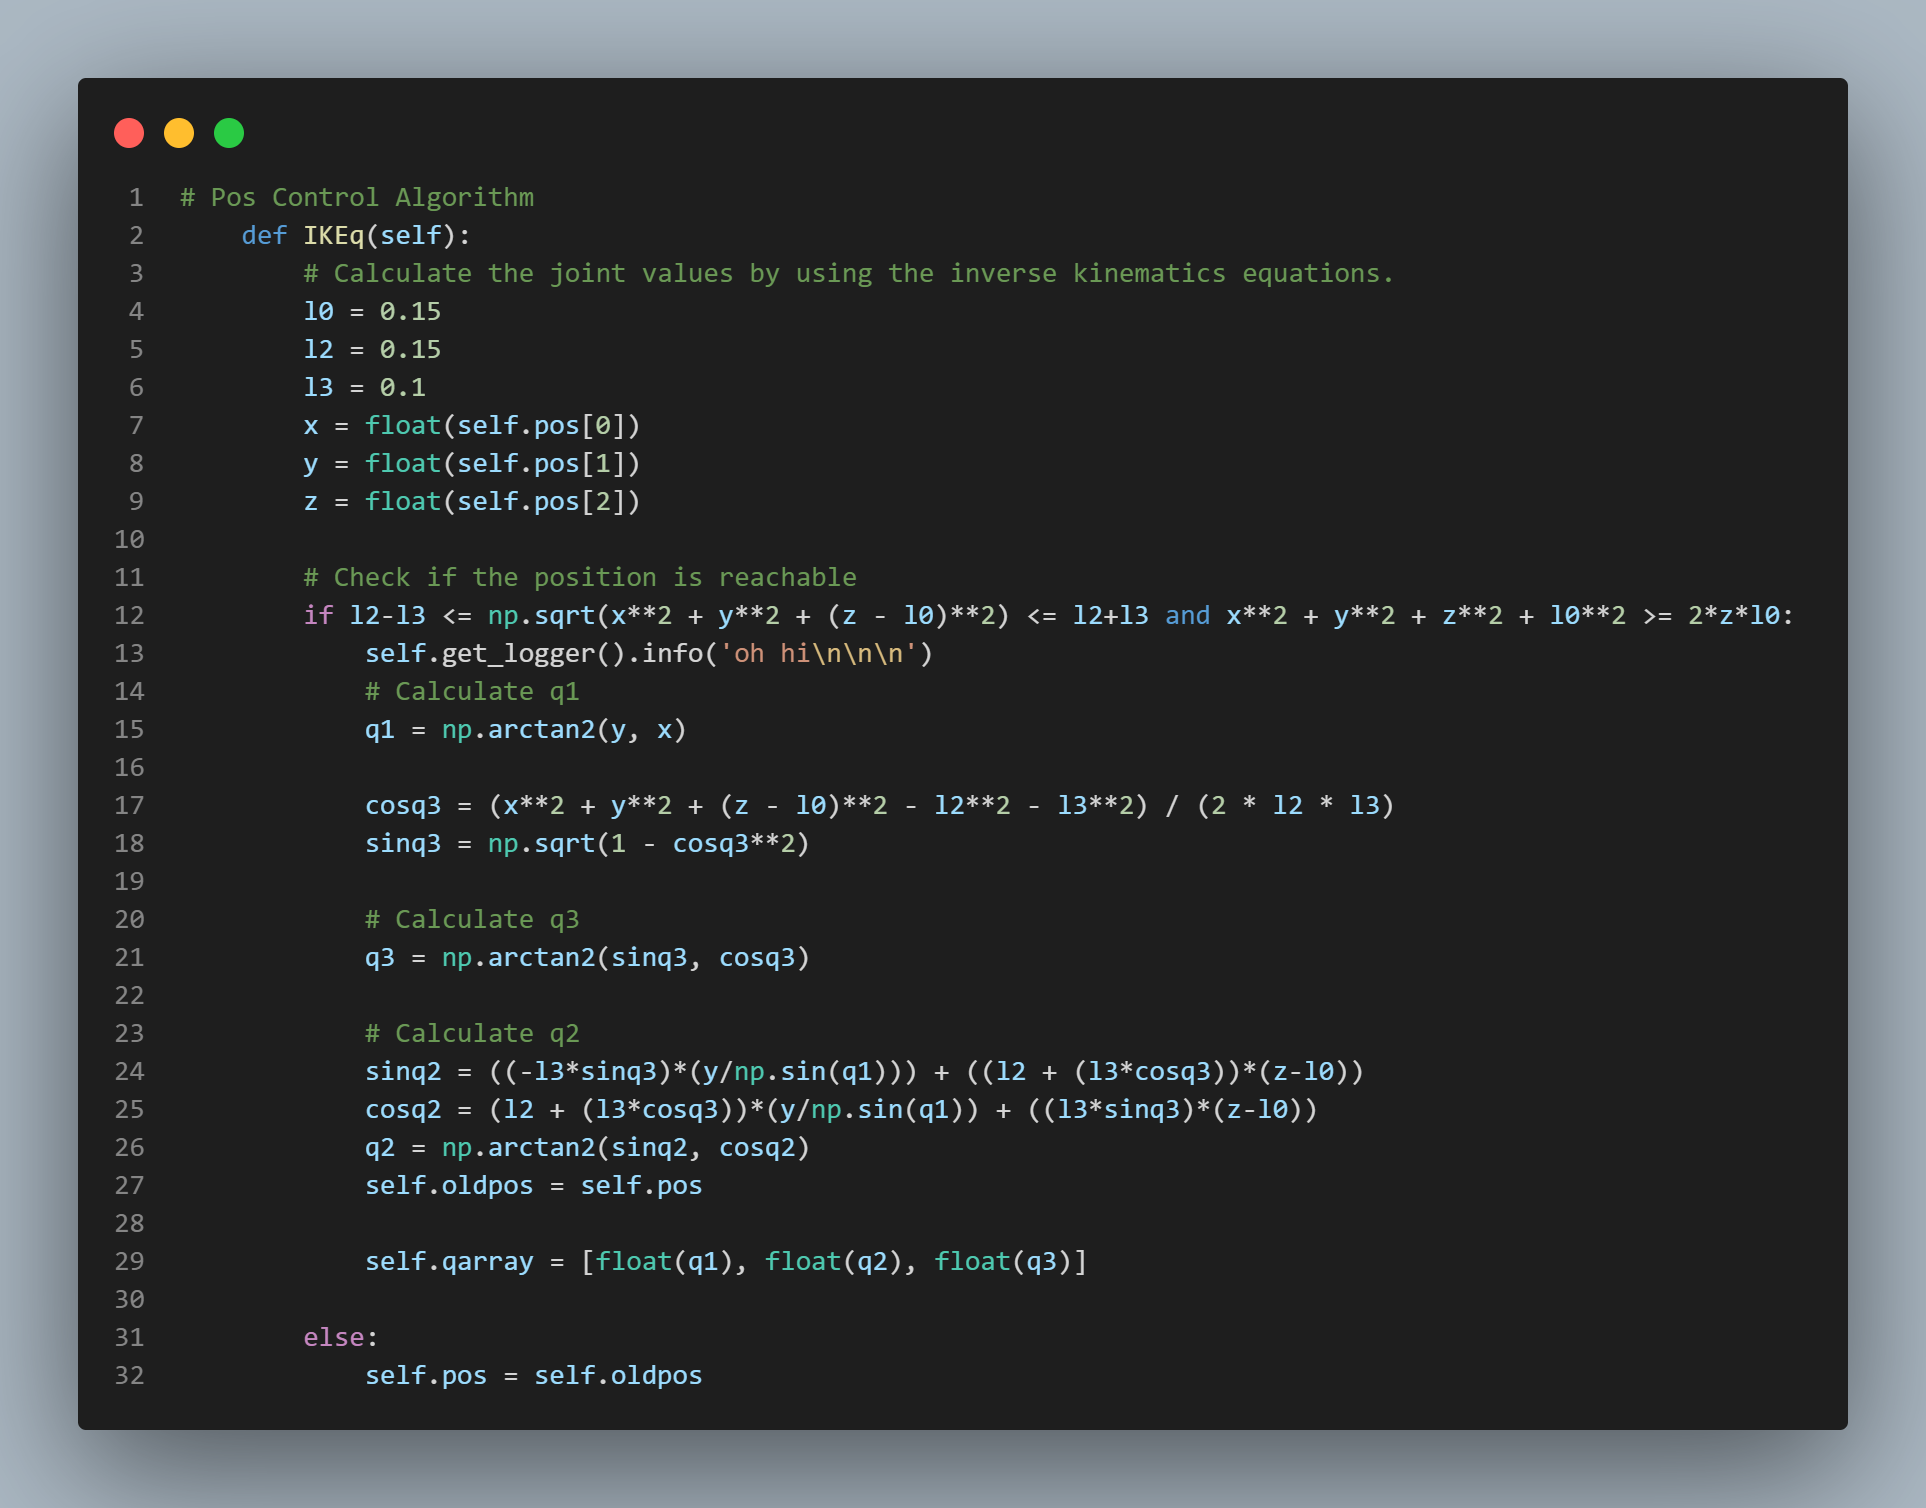 1 # Pos Control Algorithm
2     def IKEq(self):
3         # Calculate the joint values by using the inverse kinematics equations.
4         l0 = 0.15
5         l2 = 0.15
6         l3 = 0.1
7         x = float(self.pos[0])
8         y = float(self.pos[1])
9         z = float(self.pos[2])
10
11         # Check if the position is reachable
12         if l2-l3 <= np.sqrt(x**2 + y**2 + (z - l0)**2) <= l2+l3 and x**2 + y**2 + z**2 + l0**2 >= 2*z*l0:
13             self.get_logger().info('oh hi\n\n\n')
14             # Calculate q1
15             q1 = np.arctan2(y, x)
16
17             cosq3 = (x**2 + y**2 + (z - l0)**2 - l2**2 - l3**2) / (2 * l2 * l3)
18             sinq3 = np.sqrt(1 - cosq3**2)
19
20             # Calculate q3
21             q3 = np.arctan2(sinq3, cosq3)
22
23             # Calculate q2
24             sinq2 = ((-l3*sinq3)*(y/np.sin(q1))) + ((l2 + (l3*cosq3))*(z-l0))
25             cosq2 = (l2 + (l3*cosq3))*(y/np.sin(q1)) + ((l3*sinq3)*(z-l0))
26             q2 = np.arctan2(sinq2, cosq2)
27             self.oldpos = self.pos
28
29             self.qarray = [float(q1), float(q2), float(q3)]
30
31         else:
32             self.pos = self.oldpos